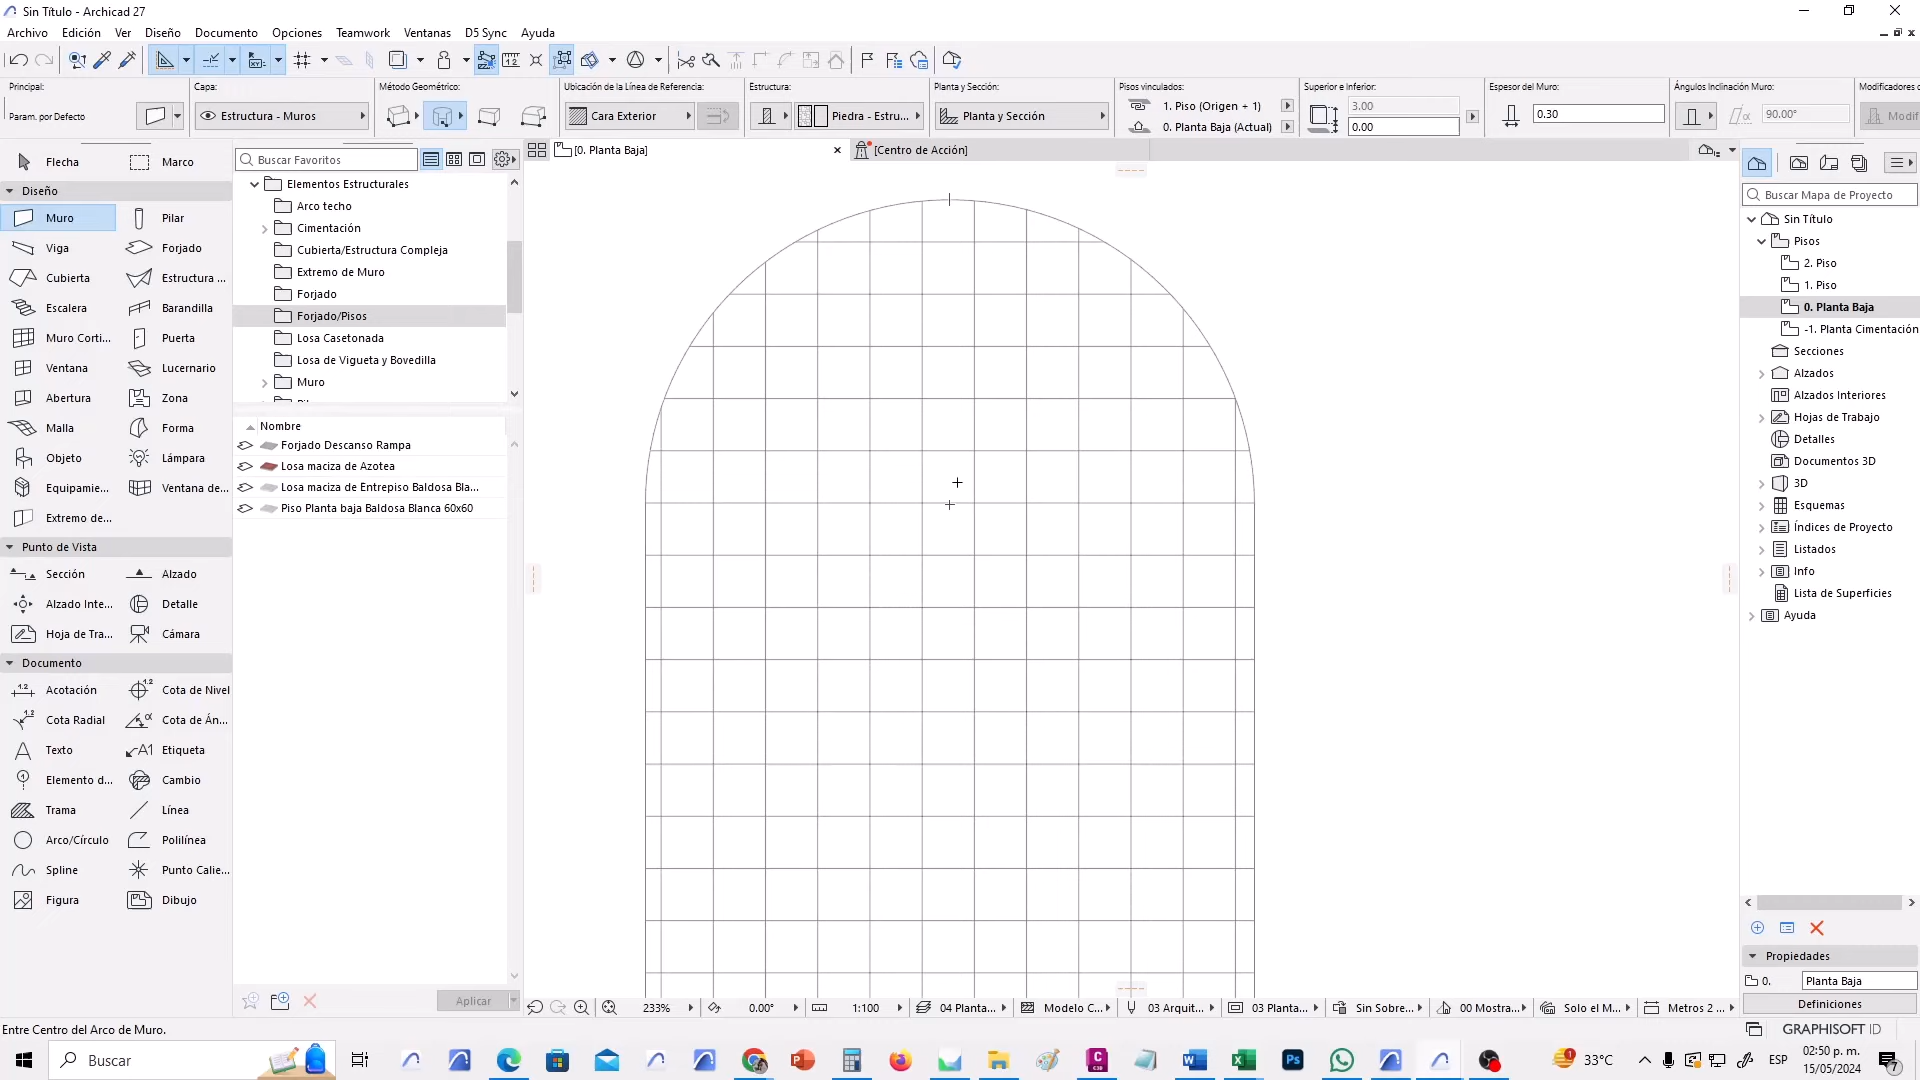 Sin Título - Archicad 27
Archivo Edición Ver Diseño Documento Opciones Teamwork Ventanas D5 Sync Ayuda
Principal: Capa: Método Geométrico: Ubicación de la Línea de Referencia: Estructura: Planta y Sección: Pisos vinculados: Superior e Inferior: Espesor del Muro: Ángulos Inclinación Muro: Modificadores
Param. por Defecto
Estructura - Muros
Cara Exterior
Piedra - Estru...
Planta y Sección
1. Piso (Origen + 1)
0. Planta Baja (Actual)
3.00
0.00
0.30
90.00°
Modif
Flecha Marco
Diseño
Muro Pilar
Viga Forjado
Cubierta Estructura ...
Escalera Barandilla
Muro Corti... Puerta
Ventana Lucernario
Abertura Zona
Malla Forma
Objeto Lámpara
Equipamie... Ventana de...
Extremo de...
Punto de Vista
Sección Alzado
Alzado Inte... Detalle
Hoja de Tra... Cámara
Documento
Acotación Cota de Nivel
Cota Radial Cota de Án...
Texto Etiqueta
Elemento d... Cambio
Trama Línea
Arco/Círculo Polilínea
Spline Punto Calie...
Figura Dibujo
Buscar Favoritos
Elementos Estructurales
Arco techo
Cimentación
Cubierta/Estructura Compleja
Extremo de Muro
Forjado
Forjado/Pisos
Losa Casetonada
Losa de Vigueta y Bovedilla
Muro
Nombre
Forjado Descanso Rampa
Losa maciza de Azotea
Losa maciza de Entrepiso Baldosa Bla...
Piso Planta baja Baldosa Blanca 60x60
Aplicar
[0. Planta Baja]
[Centro de Acción]
Buscar Mapa de Proyecto
Sin Título
Pisos
2. Piso
1. Piso
0. Planta Baja
-1. Planta Cimentación
Secciones
Alzados
Alzados Interiores
Hojas de Trabajo
Detalles
Documentos 3D
3D
Esquemas
Índices de Proyecto
Listados
Info
Lista de Superficies
Ayuda
Propiedades
0. Planta Baja
Definiciones
233% 0.00° 1:100 04 Planta... Modelo C... 03 Arquit... 03 Planta... Sin Sobre... 00 Mostra... Solo el M... Metros 2 ...
Entre Centro del Arco de Muro.
GRAPHISOFT ID
Buscar
33°C
ESP
02:50 p. m.
15/05/2024
7